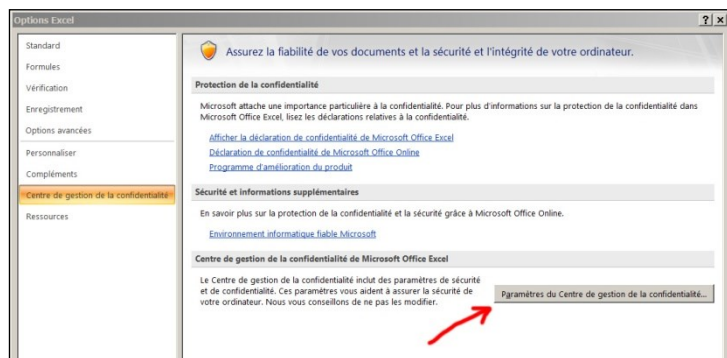 Options Excel
Standard
Formules
Vérification
Enregistrement
Options avancées
Personnaliser
Compléments
Centre de gestion de la confidentialité
Ressources
Assurez la fiabilité de vos documents et la sécurité et l'intégrité de votre ordinateur.
Protection de la confidentialité
Microsoft attache une importance particulière à la confidentialité. Pour plus d'informations sur la protection de la confidentialité dans
Microsoft Office Excel, lisez les déclarations relatives à la confidentialité.
Afficher la déclaration de confidentialité de Microsoft Office Excel
Déclaration de confidentialité de Microsoft Office Online
Programme d'amélioration du produit
Sécurité et informations supplémentaires
En savoir plus sur la protection de la confidentialité et la sécurité grâce à Microsoft Office Online.
Environnement informatique fiable Microsoft
Centre de gestion de la confidentialité de Microsoft Office Excel
Le Centre de gestion de la confidentialité inclut des paramètres de sécurité
et de confidentialité. Ces paramètres vous aident à assurer la sécurité de
votre ordinateur. Nous vous conseillons de ne pas les modifier.
Paramètres du Centre de gestion de la confidentialité...